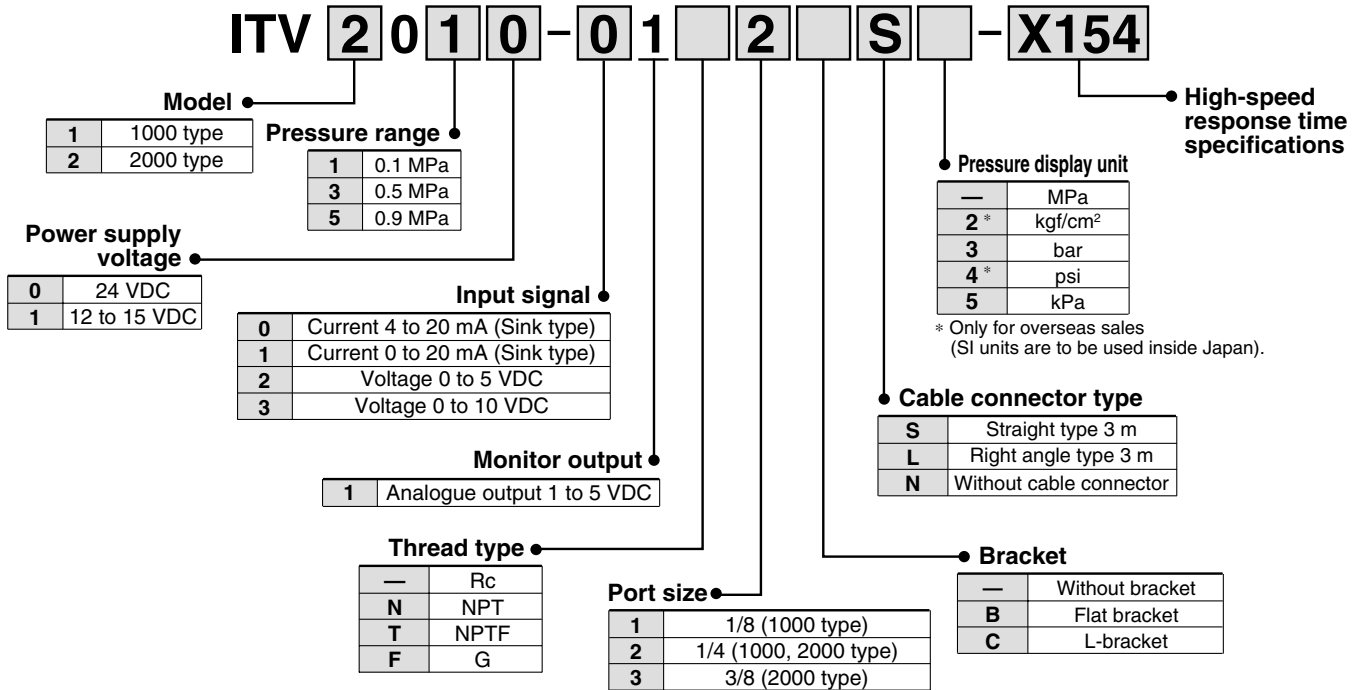 ITV 2 0 1 0 - 0 1 2 S - X154
Model
1 1000 type
2 2000 type
Pressure range
1 0.1 MPa
3 0.5 MPa
5 0.9 MPa
Power supply
voltage
0 24 VDC
1 12 to 15 VDC
Input signal
0 Current 4 to 20 mA (Sink type)
1 Current 0 to 20 mA (Sink type)
2 Voltage 0 to 5 VDC
3 Voltage 0 to 10 VDC
Monitor output
1 Analogue output 1 to 5 VDC
Thread type
— Rc
N NPT
T NPTF
F G
Port size
1 1/8 (1000 type)
2 1/4 (1000, 2000 type)
3 3/8 (2000 type)
Bracket
— Without bracket
B Flat bracket
C L-bracket
Cable connector type
S Straight type 3 m
L Right angle type 3 m
N Without cable connector
Pressure display unit
— MPa
2* kgf/cm²
3 bar
4* psi
5 kPa
* Only for overseas sales
(SI units are to be used inside Japan).
High-speed
response time
specifications